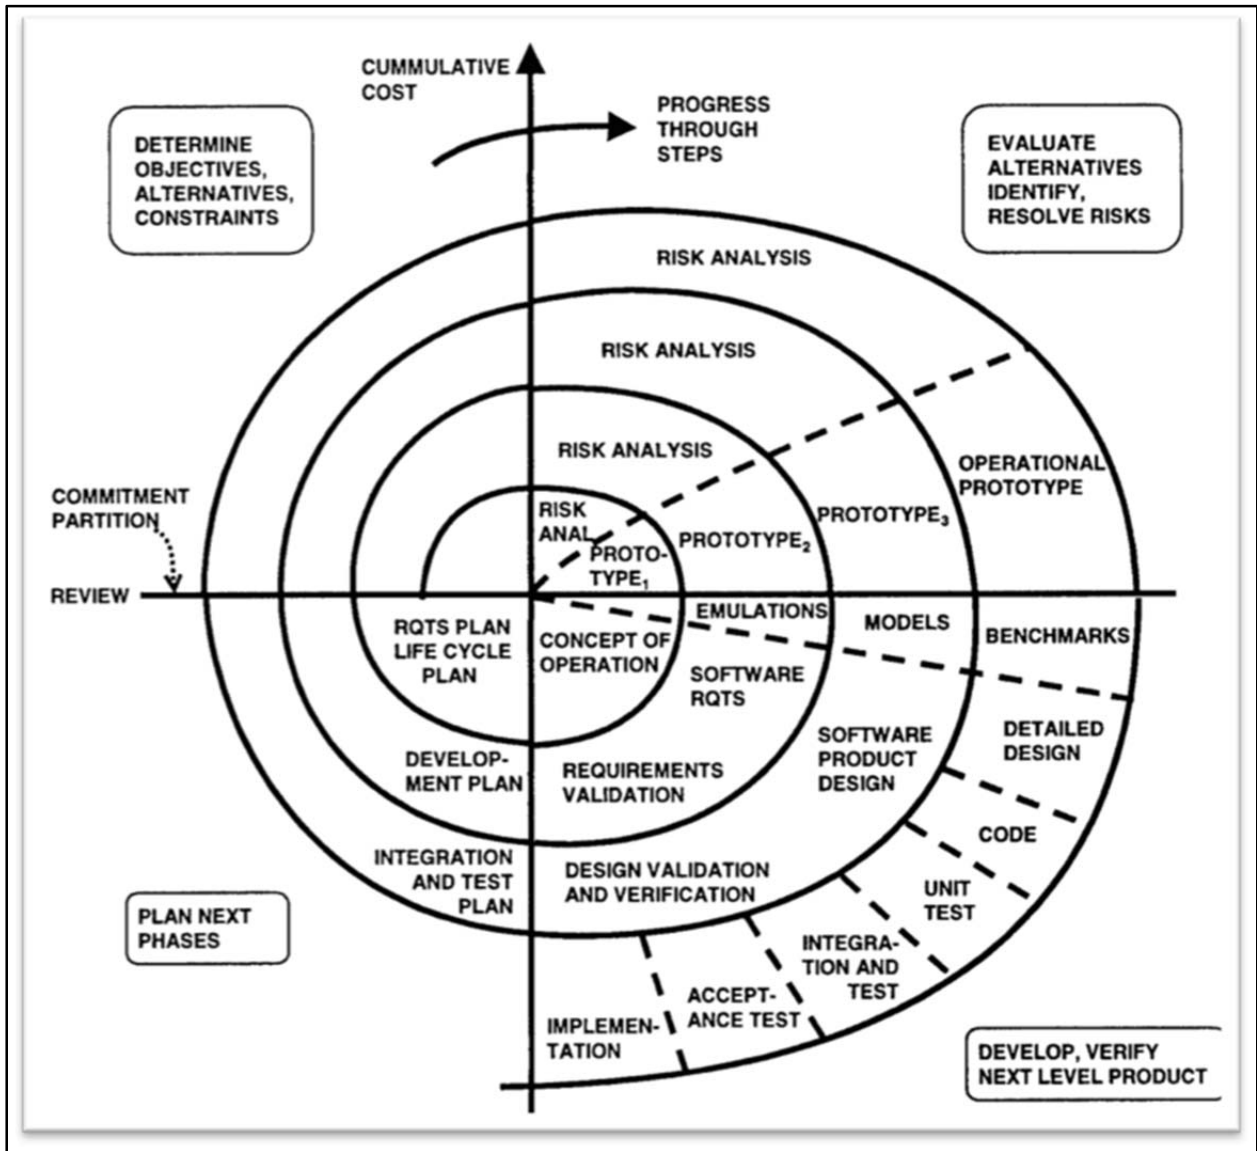 CUMMULATIVE
COST
PROGRESS
THROUGH
STEPS
DETERMINE
OBJECTIVES,
ALTERNATIVES,
CONSTRAINTS
EVALUATE
ALTERNATIVES
IDENTIFY,
RESOLVE RISKS
RISK ANALYSIS
RISK ANALYSIS
RISK ANALYSIS
RISK
ANAL.
OPERATIONAL
PROTOTYPE
PROTOTYPE3
PROTOTYPE2
PROTO-
TYPE1
COMMITMENT
PARTITION
REVIEW
RQTS PLAN
LIFE CYCLE
PLAN
CONCEPT OF
OPERATION
EMULATIONS
MODELS
BENCHMARKS
SOFTWARE
RQTS
SOFTWARE
PRODUCT
DESIGN
DETAILED
DESIGN
DEVELOP-
MENT PLAN
REQUIREMENTS
VALIDATION
CODE
INTEGRATION
AND TEST
PLAN
DESIGN VALIDATION
AND VERIFICATION
UNIT
TEST
INTEGRA-
TION AND
TEST
ACCEPT-
ANCE TEST
IMPLEMEN-
TATION
PLAN NEXT
PHASES
DEVELOP, VERIFY
NEXT LEVEL PRODUCT